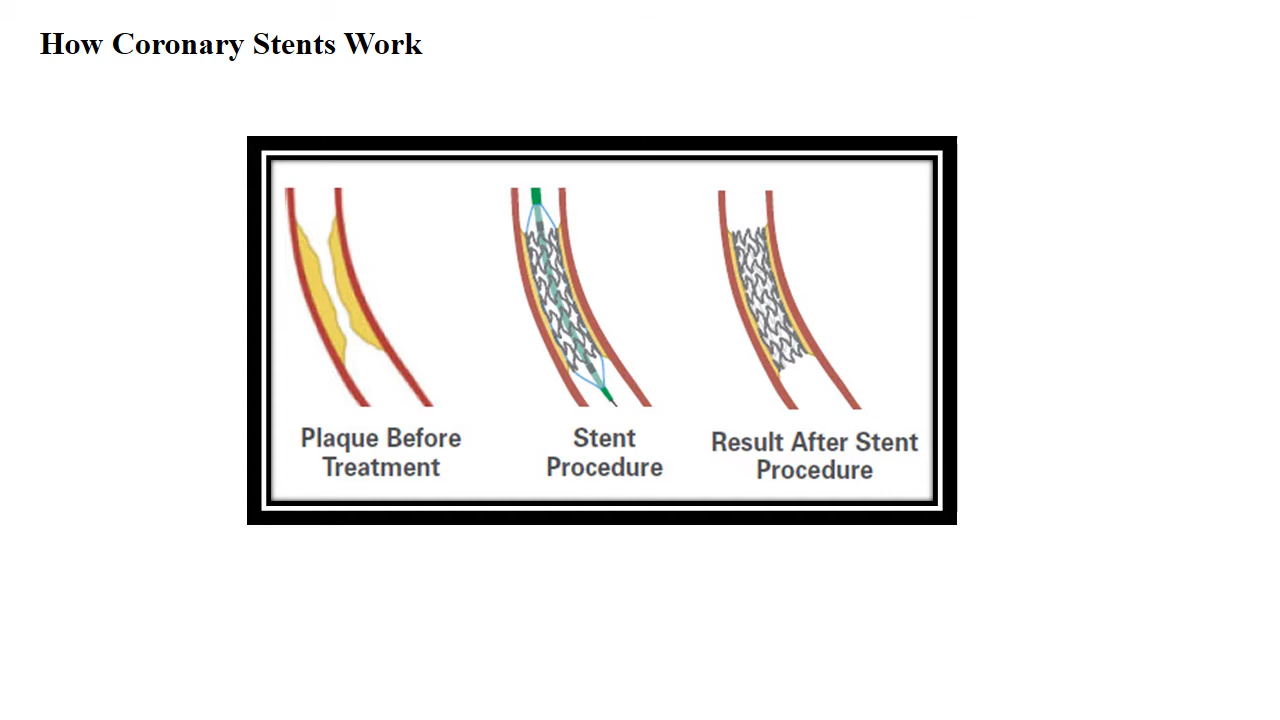 How Coronary Stents Work
Plaque Before
Treatment
Stent
Procedure
Result After Stent
Procedure